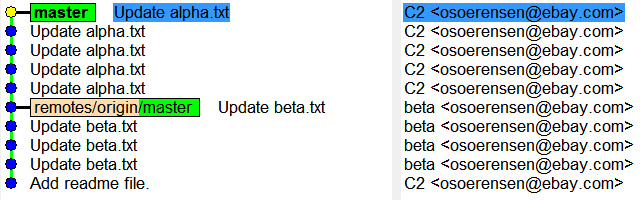 master Update alpha.txt C2 <osoerensen@ebay.com>
Update alpha.txt C2 <osoerensen@ebay.com>
Update alpha.txt C2 <osoerensen@ebay.com>
Update alpha.txt C2 <osoerensen@ebay.com>
Update alpha.txt C2 <osoerensen@ebay.com>
remotes/origin/master Update beta.txt beta <osoerensen@ebay.com>
Update beta.txt beta <osoerensen@ebay.com>
Update beta.txt beta <osoerensen@ebay.com>
Update beta.txt beta <osoerensen@ebay.com>
Add readme file. C2 <osoerensen@ebay.com>